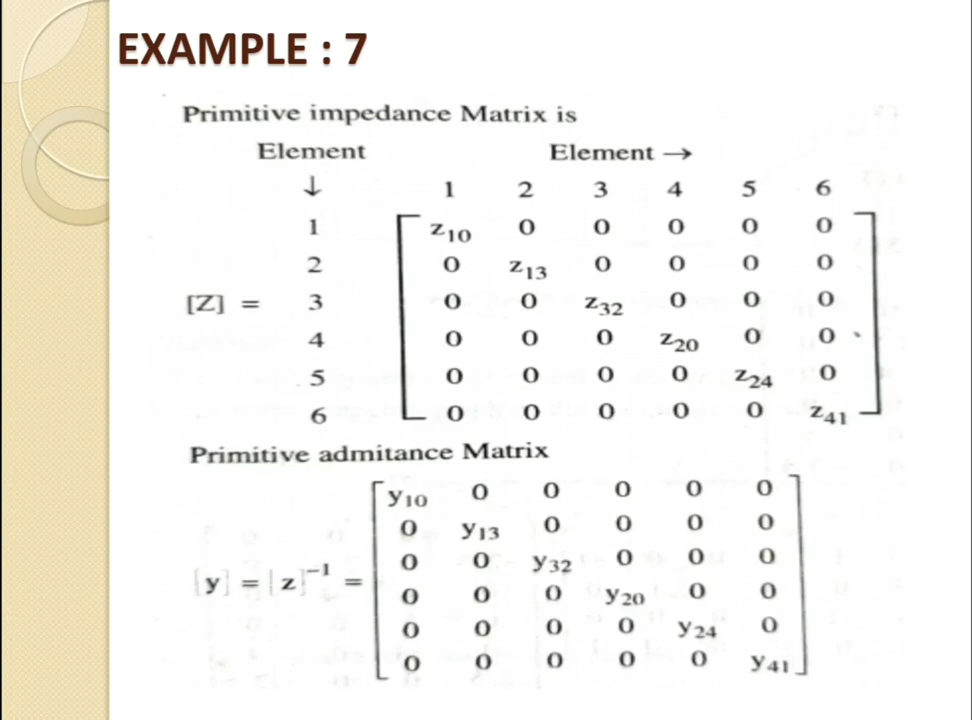 EXAMPLE : 7
Primitive impedance Matrix is
Element Element →
↓ 1 2 3 4 5 6
1 z10 0 0 0 0 0
2 0 z13 0 0 0 0
[Z] = 3 0 0 z32 0 0 0
4 0 0 0 z20 0 0
5 0 0 0 0 z24 0
6 0 0 0 0 0 z41
Primitive admitance Matrix
y10 0 0 0 0 0
0 y13 0 0 0 0
0 0 y32 0 0 0
[y] = [z]⁻¹ =
0 0 0 y20 0 0
0 0 0 0 y24 0
0 0 0 0 0 y41